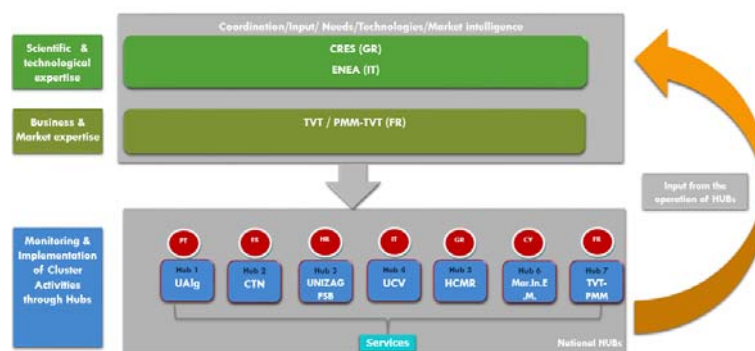 Coordination/Input/ Needs/Technologies/Market Intelligence
Scientific &
technological
expertise
CRES (GR)
ENEA (IT)
Business &
Market expertise
TVT / PMM-TVT (FR)
Input from the
operation of HUBs
Monitoring &
Implementation
of Cluster
Activities
through Hubs
PT
ES
HR
IT
GR
CY
FR
Hub 1
UAlg
Hub 2
CTN
Hub 3
UNIZAG
FSB
Hub 4
UCV
Hub 5
HCMR
Hub 6
Mar.In.E
.M.
Hub 7
TVT-
PMM
Services
National HUBs